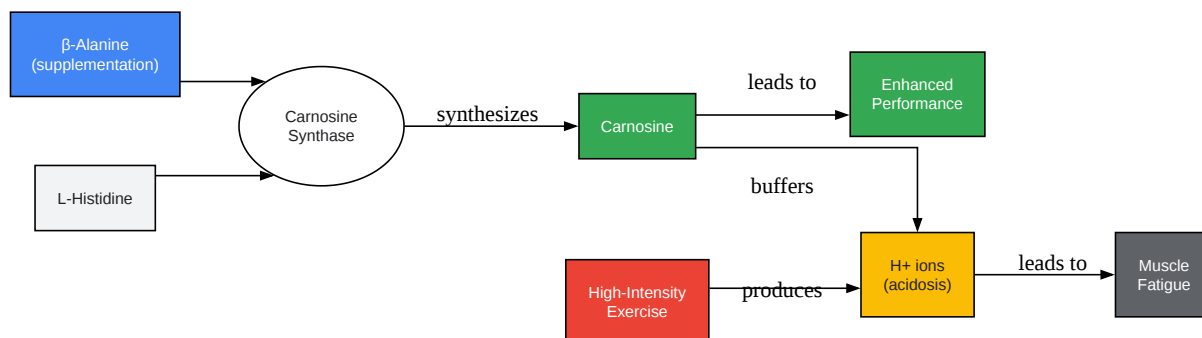 β-Alanine
(supplementation)
L-Histidine
Carnosine
Synthase
synthesizes
Carnosine
leads to
Enhanced
Performance
buffers
High-Intensity
Exercise
produces
H+ ions
(acidosis)
leads to
Muscle
Fatigue